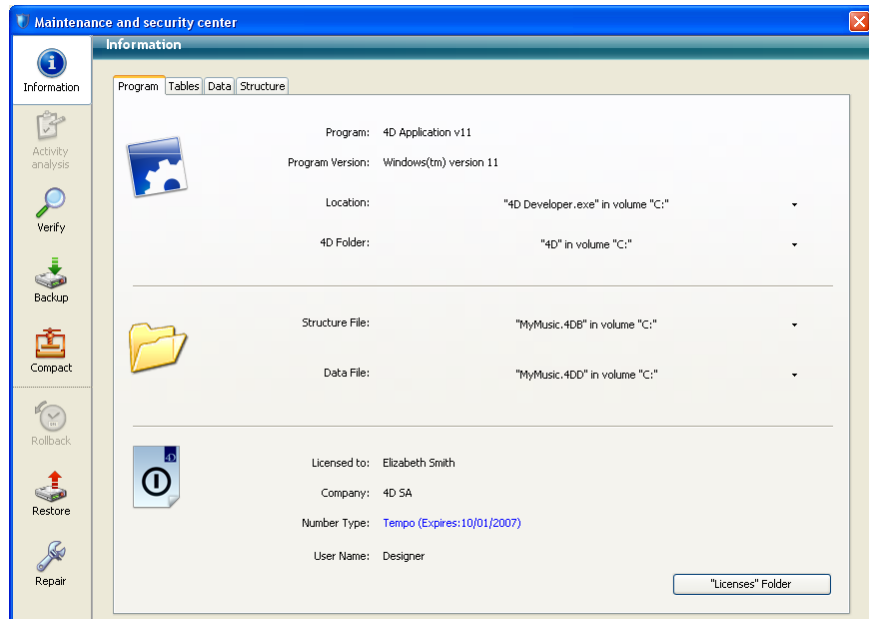 Maintenance and security center
Information
Information
Activity
analysis
Verify
Backup
Compact
Rollback
Restore
Repair
Program Tables Data Structure
Program: 4D Application v11
Program Version: Windows(tm) version 11
Location: "4D Developer.exe" in volume "C:"
4D Folder: "4D" in volume "C:"
Structure File: "MyMusic.4DB" in volume "C:"
Data File: "MyMusic.4DD" in volume "C:"
4D
Licensed to: Elizabeth Smith
Company: 4D SA
Number Type: Tempo (Expires:10/01/2007)
User Name: Designer
"Licenses" Folder